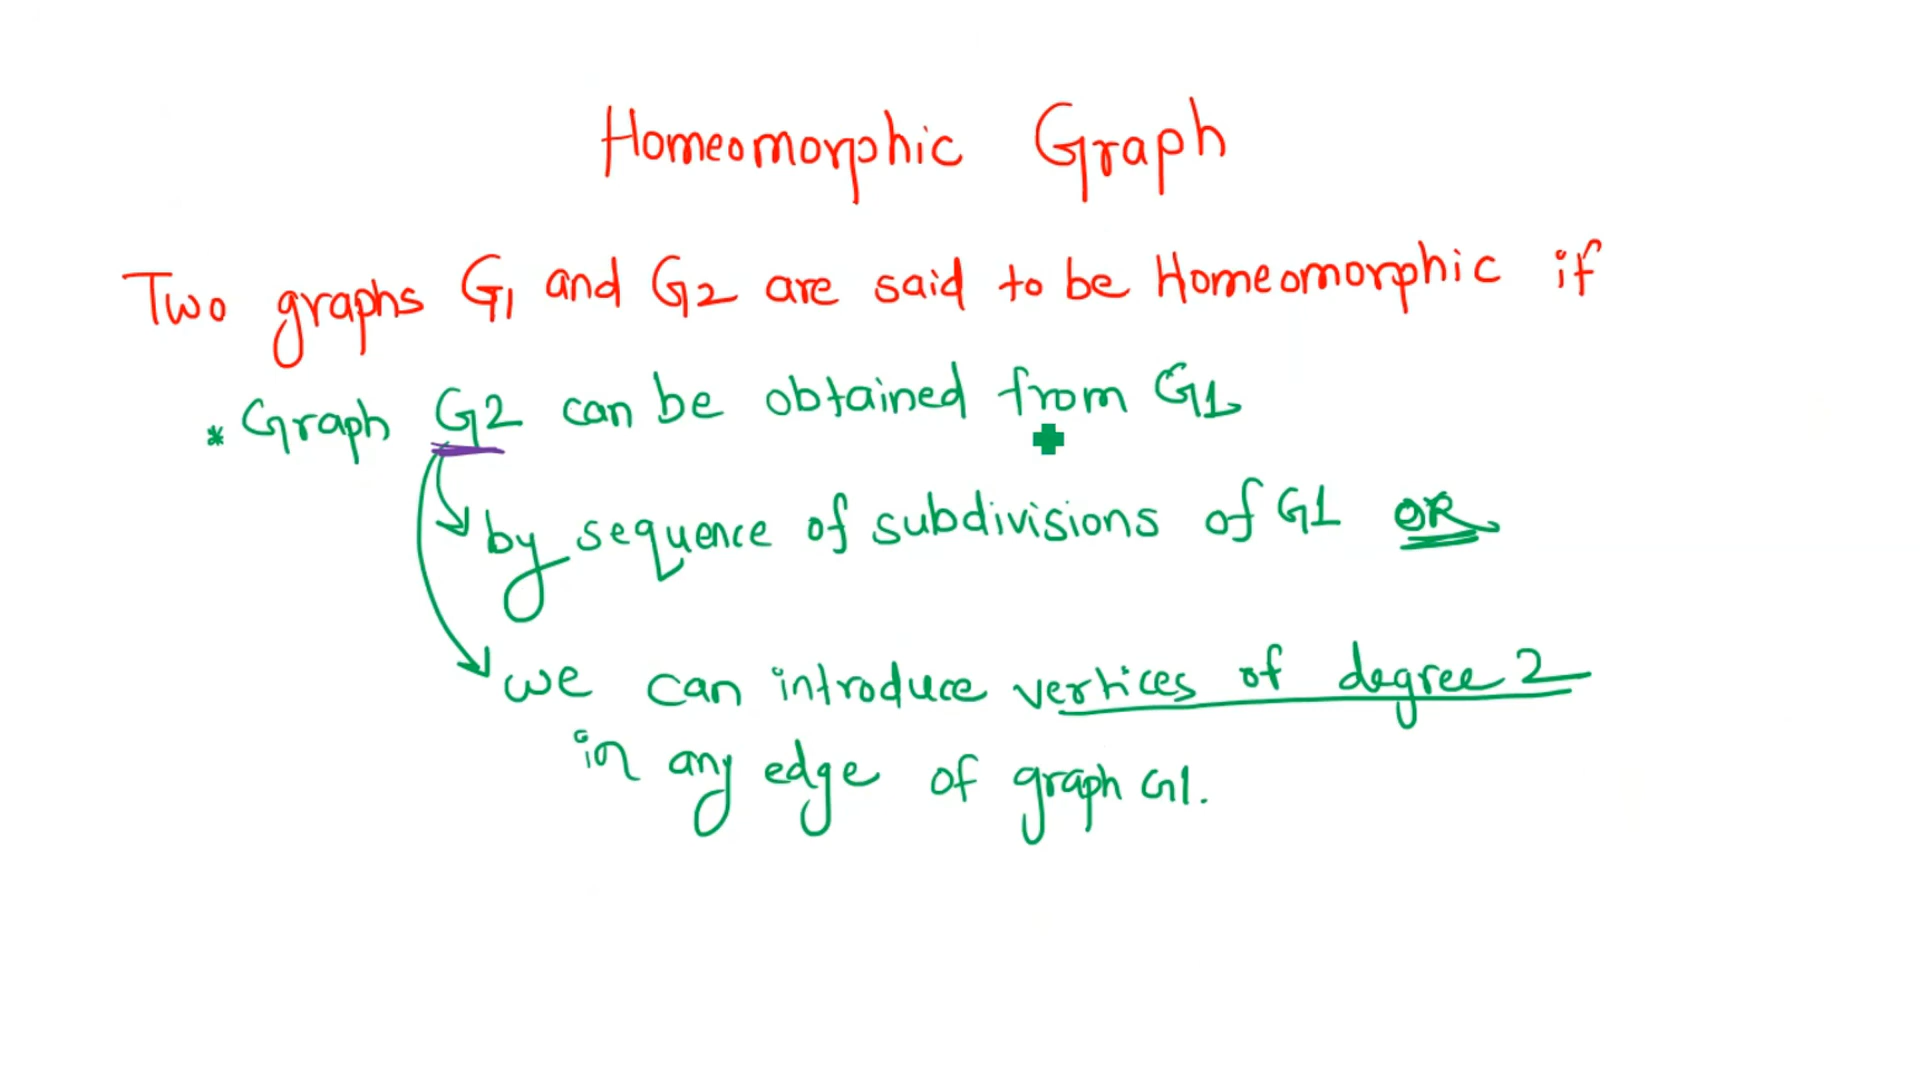 Homeomorphic Graph
Two graphs G1 and G2 are said to be Homeomorphic if
* Graph G2 can be obtained from G1
by sequence of subdivisions of G1 OR
we can introduce vertices of degree 2
in any edge of graph G1.